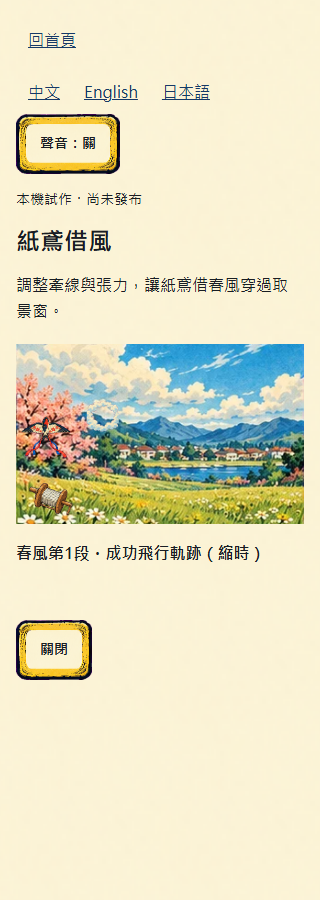 回首頁
中文 English 日本語
聲音：關
本機試作・尚未發布
紙鳶借風
調整牽線與張力，讓紙鳶借春風穿過取
景窗。
春風第1段・成功飛行軌跡（縮時）
關閉